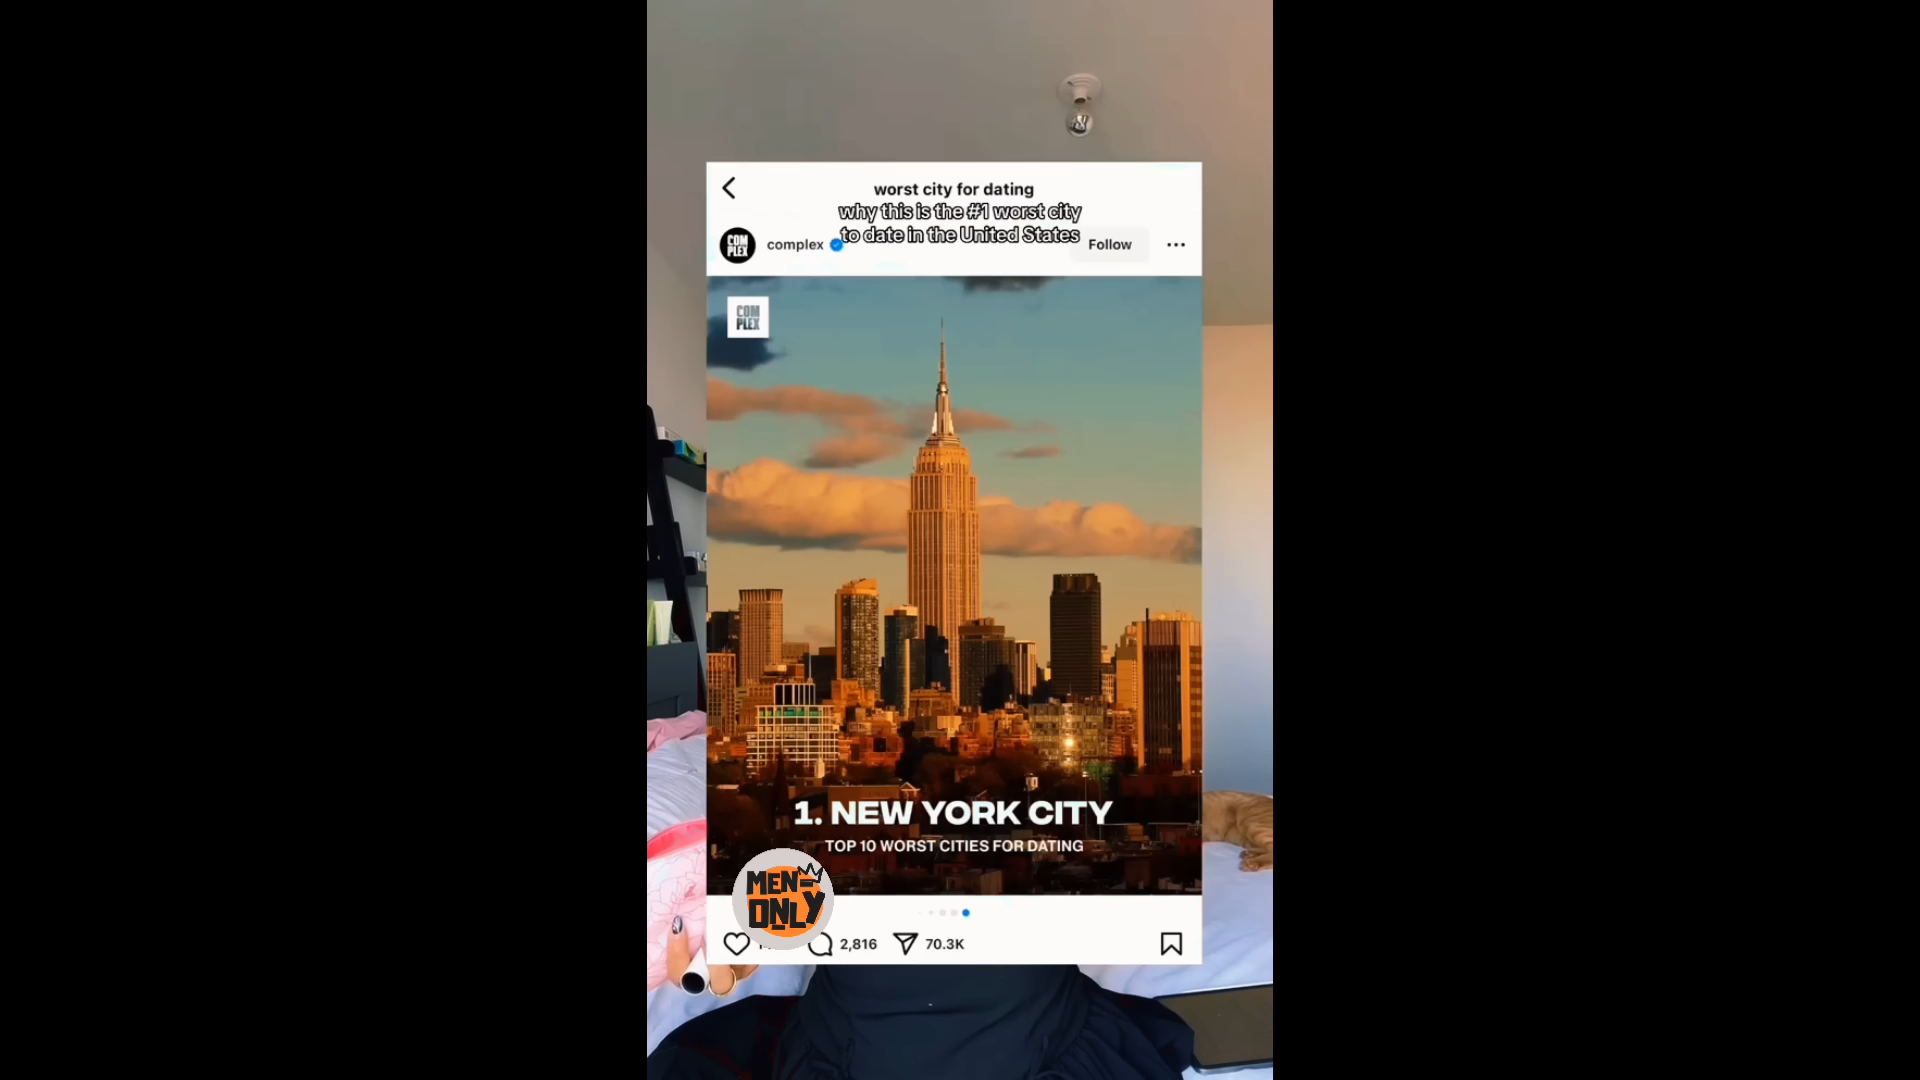 worst city for dating
why this is the #1 worst city
to date in the United States
COM
PLEX
complex
Follow
COM
PLEX
1. NEW YORK CITY
TOP 10 WORST CITIES FOR DATING
MEN-
ONLY
2,816
70.3K